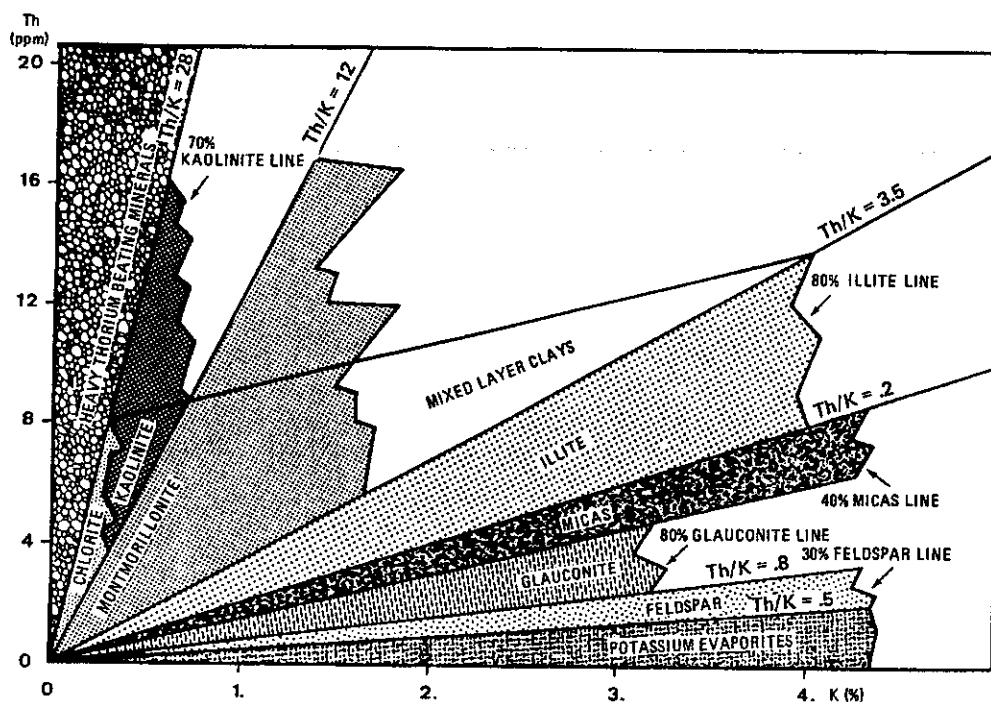 Th
(ppm)
20
16
12
8
4
0
0
1.
2.
3.
4.
K (%)
HEAVY THORIUM BEATING MINERALS
Th/K = 28
70%
KAOLINITE LINE
Th/K = 12
Th/K = 3.5
80% ILLITE LINE
MIXED LAYER CLAYS
Th/K = .2
CHLORITE
KAOLINITE
MONTMORILONITE
ILLITE
MICAS
40% MICAS LINE
80% GLAUCONITE LINE
GLAUCONITE
30% FELDSPAR LINE
Th/K = .8
FELDSPAR
Th/K = .5
POTASSIUM EVAPORITES